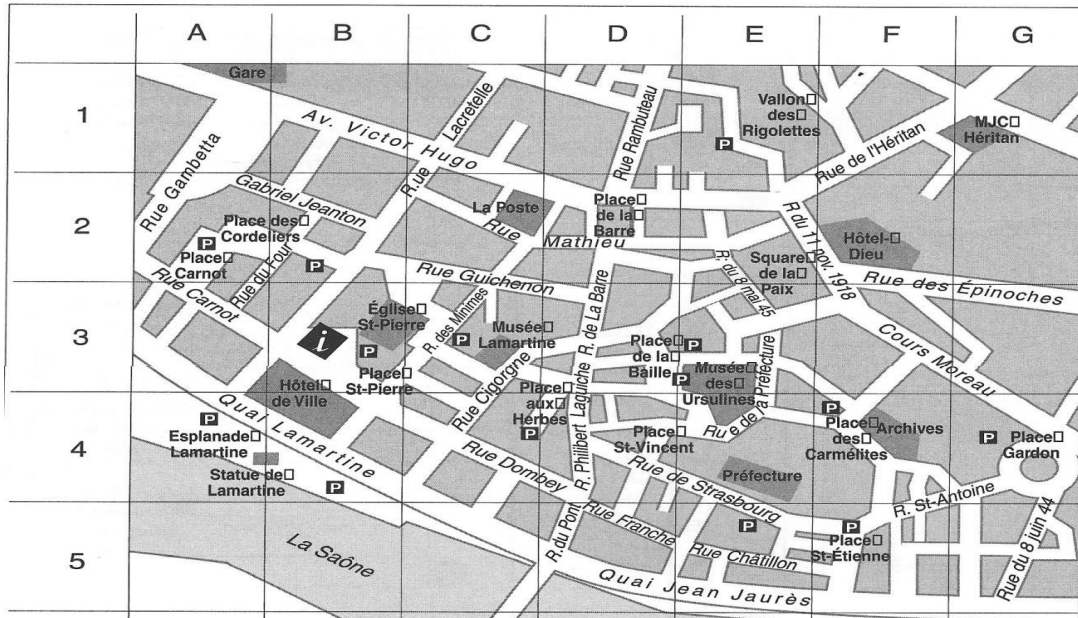 A B C D E F G
1
2
3
4
5
Gare
Av. Victor Hugo
R.ue Lacretelle
Rue Rambuteau
Vallon
des
Rigolettes
Rue de l'Héritan
MJC
Héritan
Rue Gambetta
Gabriel Jeanton
Place des
Cordeliers
La Poste
Rue
Mathieu
Place
de la
Barre
R. du 11 nov. 1918
Hôtel-
Dieu
P
Place
Carnot
Rue Carnot
Rue du Four
P
Rue Guichenon
R. du 8 mai 45
Square
de la
Paix
Rue des Épinoches
P
i
Église
St-Pierre
P
Place
St-Pierre
R. des Minimes
P
Musée
Lamartine
R. de La Barre
Place
de la
Baille
P
P
Musée
des
Ursulines
Rue de la Préfecture
Cours Moreau
Hôtel
de Ville
Quai Lamartine
P
Esplanade
Lamartine
Statue de
Lamartine
P
Rue Cigorgne
Place
aux
Herbes
P
R. Philibert Laguiche
Place
St-Vincent
Rue de Strasbourg
Préfecture
P
Place
des
Carmélites
Archives
P
Place
Gardon
Rue Dombey
R.du Pont
Rue Franche
P
Rue Châtillon
P
Place
St-Étienne
R. St-Antoine
Rue du 8 juin 44
La Saône
Quai Jean Jaurès